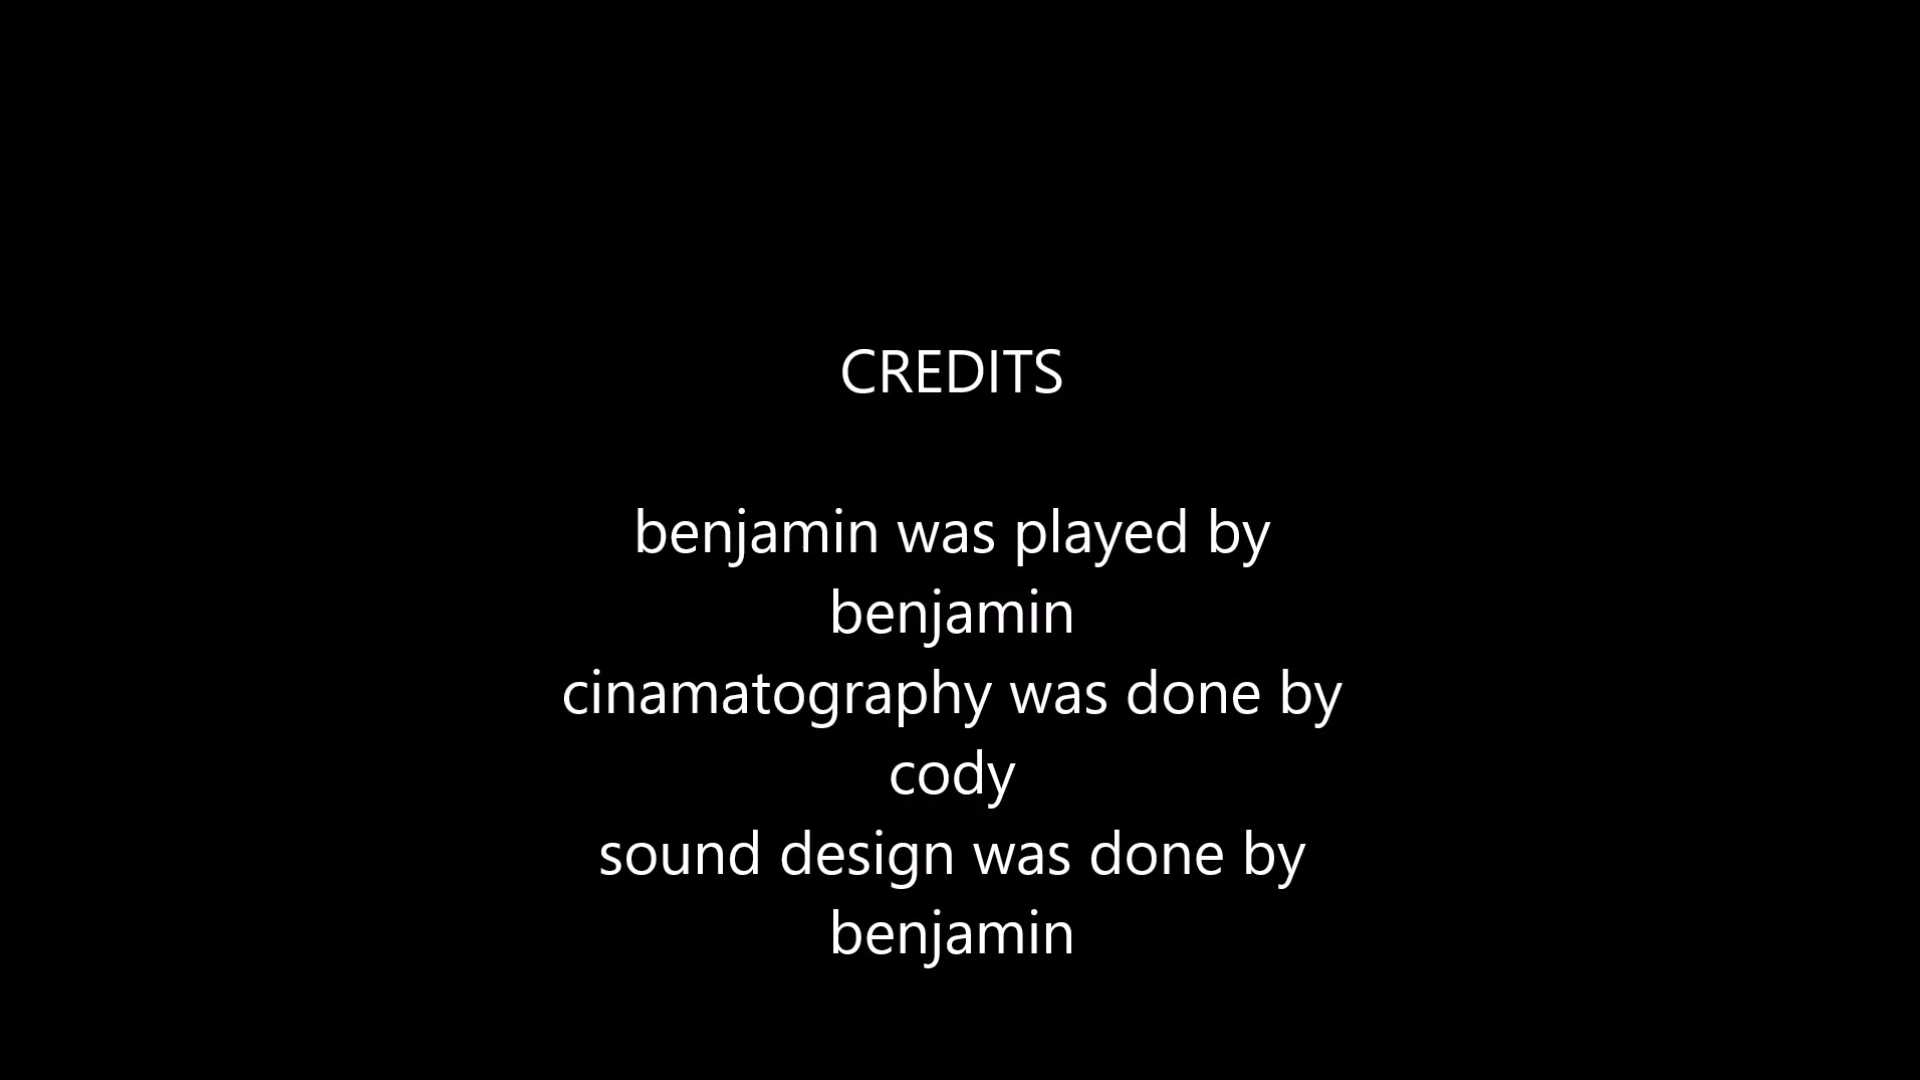 CREDITS
benjamin was played by
benjamin
cinamatography was done by
cody
sound design was done by
benjamin